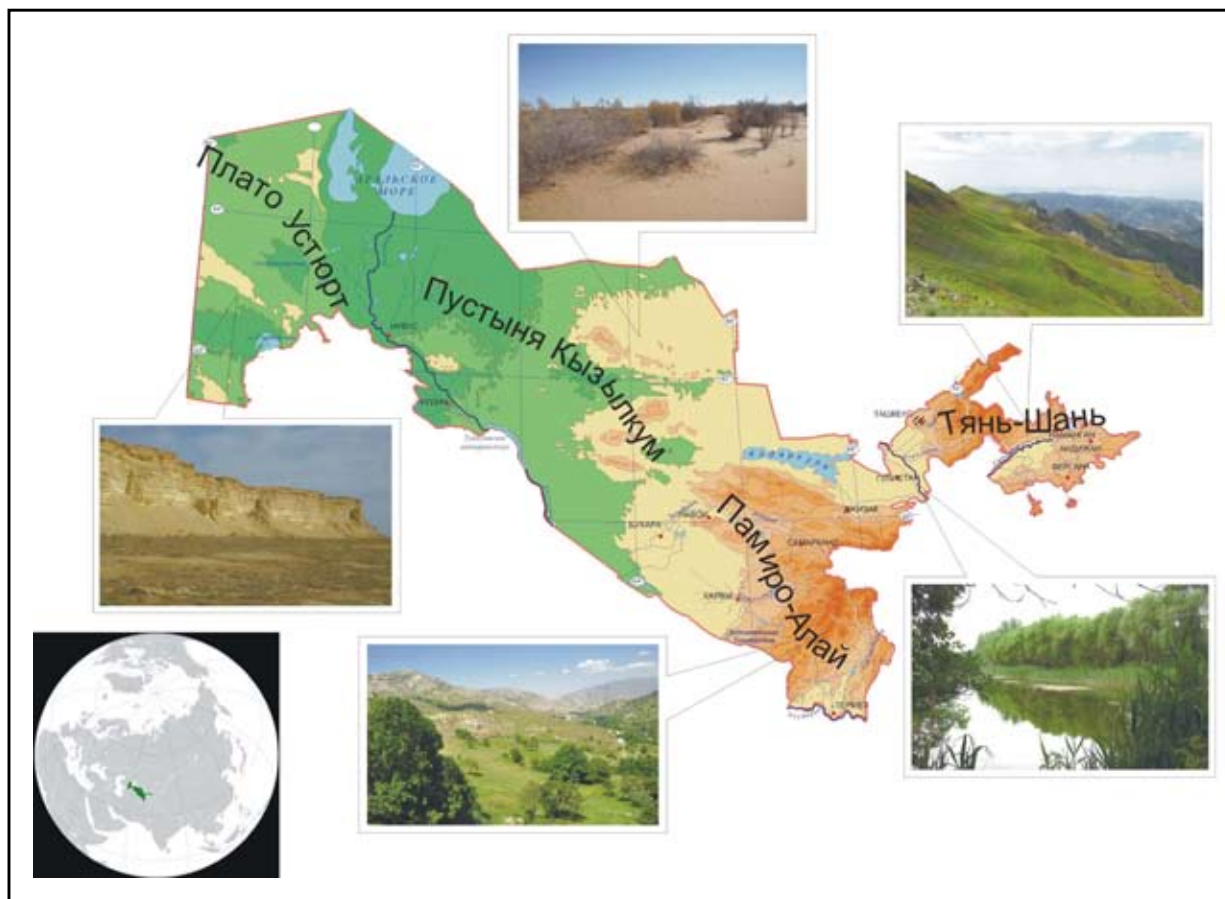 Плато Устюрт
АРАЛЬСКОЕ
МОРЕ
Пустыня Кызылкум
НУКУС
ТАШКЕНТ
Тянь-Шань
НАМАНГАН
АНДИЖАН
ФЕРГАНА
ГУЛИСТАН
ДЖИЗАК
НАВОИ
БУХАРА
САМАРКАНД
Памиро-Алай
КАРШИ
ТЕРМЕЗ